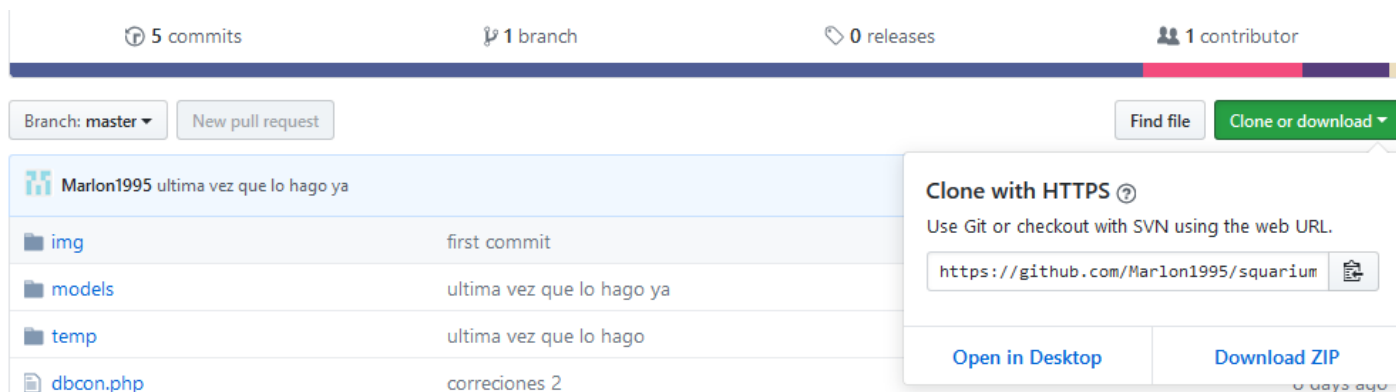 5 commits 1 branch 0 releases 1 contributor
Branch: master New pull request Find file Clone or download
Marlon1995 ultima vez que lo hago ya
Clone with HTTPS
Use Git or checkout with SVN using the web URL.
https://github.com/Marlon1995/squarium
Open in Desktop Download ZIP
img first commit
models ultima vez que lo hago ya
temp ultima vez que lo hago
dbcon.php correciones 2 days ago